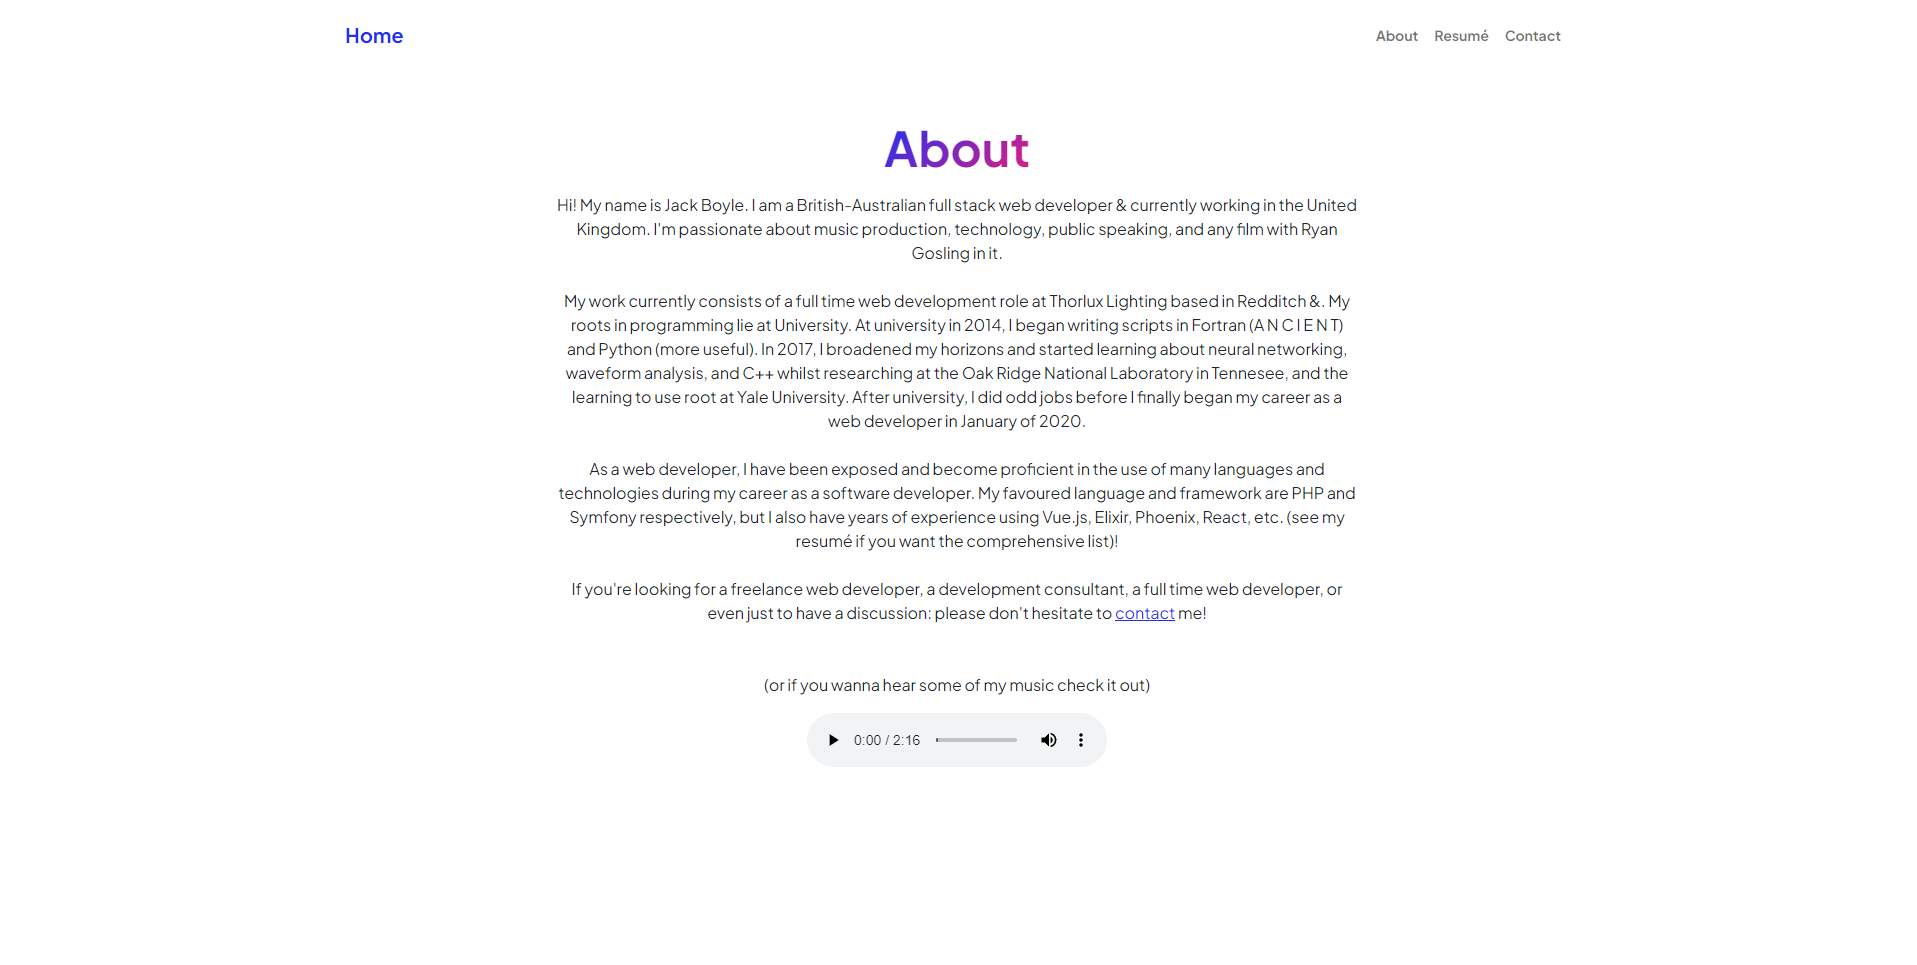 Home
About Resumé Contact
About
Hi! My name is Jack Boyle. I am a British-Australian full stack web developer & currently working in the United
Kingdom. I'm passionate about music production, technology, public speaking, and any film with Ryan
Gosling in it.
My work currently consists of a full time web development role at Thorlux Lighting based in Redditch &. My
roots in programming lie at University. At university in 2014, I began writing scripts in Fortran (A N C I E N T)
and Python (more useful). In 2017, I broadened my horizons and started learning about neural networking,
waveform analysis, and C++ whilst researching at the Oak Ridge National Laboratory in Tennesee, and the
learning to use root at Yale University. After university, I did odd jobs before I finally began my career as a
web developer in January of 2020.
As a web developer, I have been exposed and become proficient in the use of many languages and
technologies during my career as a software developer. My favoured language and framework are PHP and
Symfony respectively, but I also have years of experience using Vue.js, Elixir, Phoenix, React, etc. (see my
resumé if you want the comprehensive list)!
If you're looking for a freelance web developer, a development consultant, a full time web developer, or
even just to have a discussion: please don't hesitate to contact me!
(or if you wanna hear some of my music check it out)
0:00 / 2:16